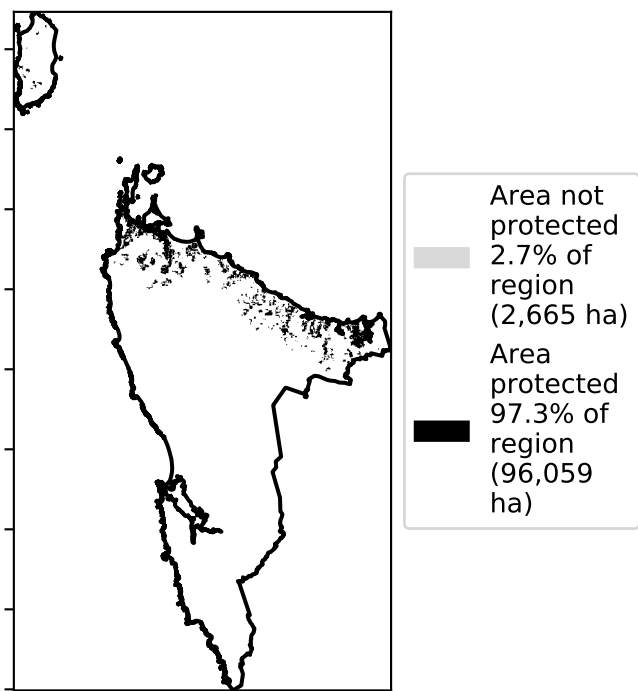 Area not
protected
2.7% of
region
(2,665 ha)
Area
protected
97.3% of
region
(96,059
ha)